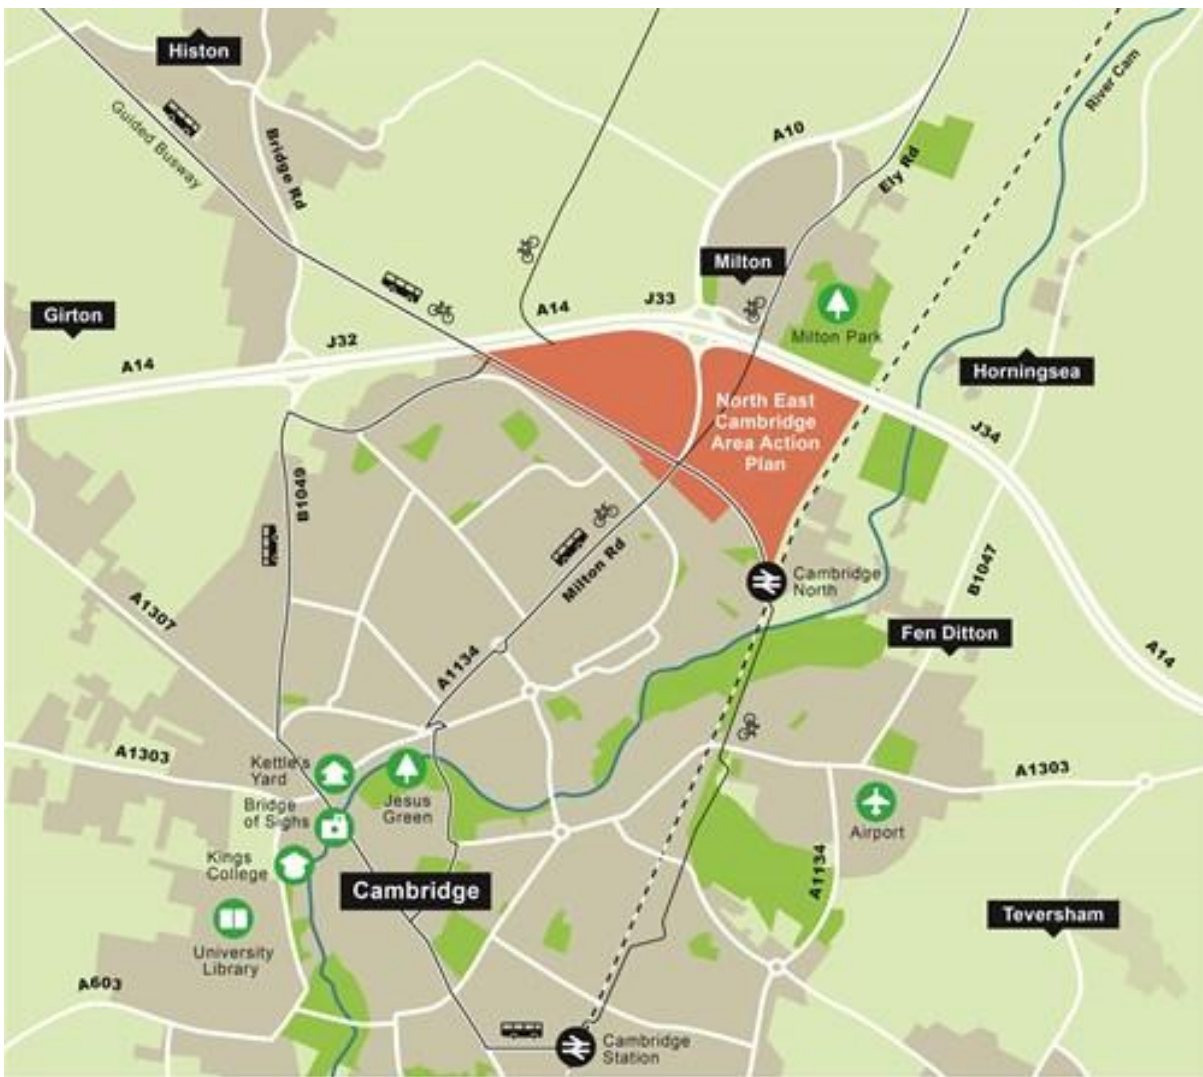 Histon
River Cam
Guided Busway
Bridge Rd
A10
Ely Rd
Milton
Girton
A14
J33
Milton Park
J32
A14
Horningsea
North East
Cambridge
Area Action
Plan
J34
B1049
Milton Rd
Cambridge
North
B1047
A1307
Fen Ditton
A14
A1134
A1303
Kettle's
Yard
Jesus
Green
A1303
Bridge
of Sighs
Airport
Kings
College
A1134
Cambridge
Teversham
University
Library
A603
Cambridge
Station